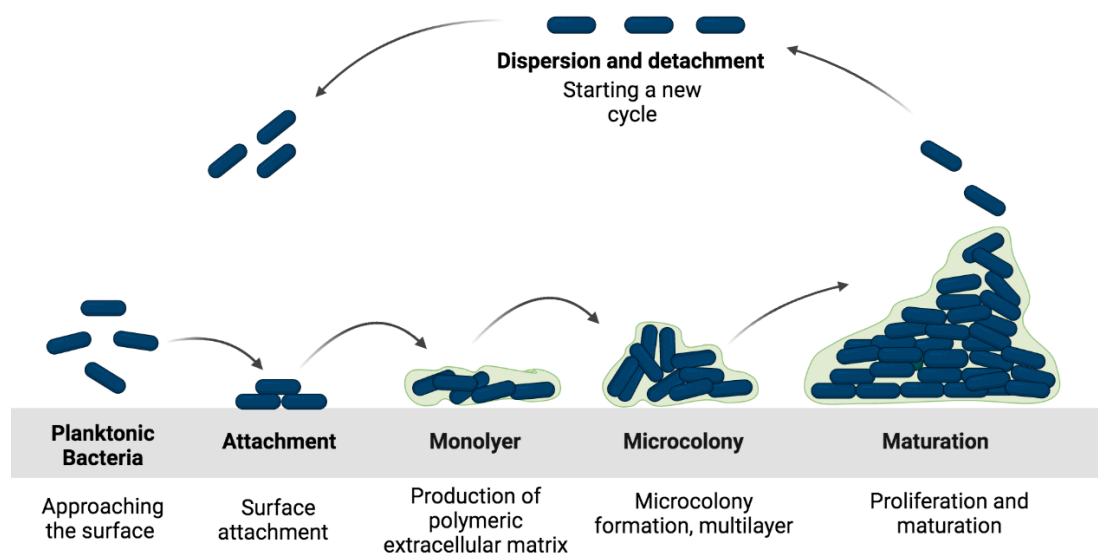 Dispersion and detachment
Starting a new
cycle
Planktonic
Bacteria
Attachment
Monolyer
Microcolony
Maturation
Approaching
the surface
Surface
attachment
Production of
polymeric
extracellular matrix
Microcolony
formation, multilayer
Proliferation and
maturation